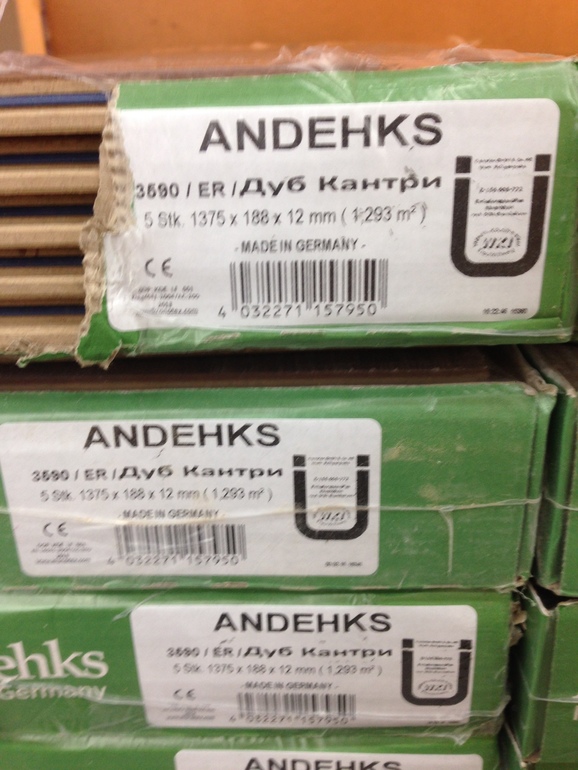 ANDEHKS
3590 / ER / Дуб Кантри
5 Stk. 1375 x 188 x 12 mm ( 1,293 m² )
- MADE IN GERMANY -
CE
4 032271 157950
WKI
ANDEHKS
3590 / ER / Дуб Кантри
5 Stk. 1375 x 188 x 12 mm ( 1,293 m² )
- MADE IN GERMANY -
CE
4 032271 157950
WKI
ehks
Germany
ANDEHKS
3590 / ER / Дуб Кантри
5 Stk. 1375 x 188 x 12 mm ( 1,293 m² )
- MADE IN GERMANY -
CE
4 032271 157950
WKI
ANDEHKS